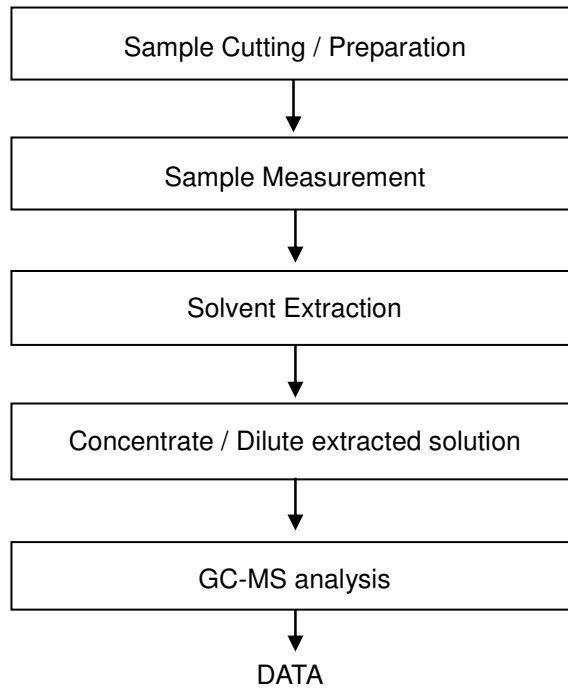 Sample Cutting / Preparation
Sample Measurement
Solvent Extraction
Concentrate / Dilute extracted solution
GC-MS analysis
DATA